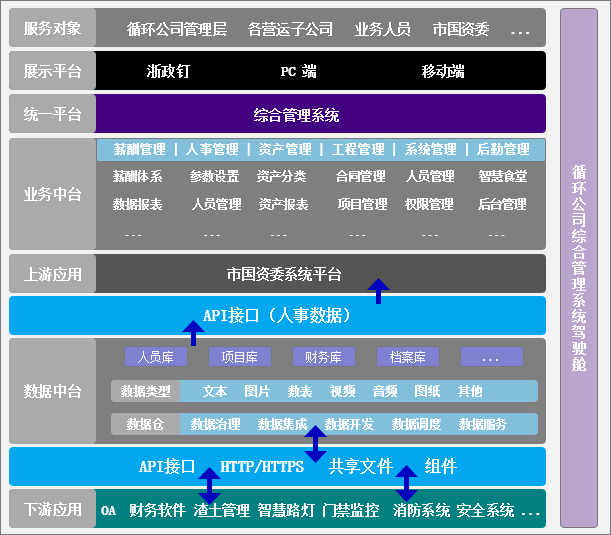 服务对象 循环公司管理层 各营运子公司 业务人员 市国资委 ...
展示平台 浙政钉 PC 端 移动端
统一平台 综合管理系统
业务中台
薪酬管理 | 人事管理 | 资产管理 | 工程管理 | 系统管理 | 后勤管理
薪酬体系 参数设置 资产分类 合同管理 人员管理 智慧食堂
数据报表 人员管理 资产报表 项目管理 权限管理 后台管理
... ... ... ... ... ...
上游应用 市国资委系统平台
API接口（人事数据）
数据中台
人员库 项目库 财务库 档案库 ...
数据类型 文本 图片 数表 视频 音频 图纸 其他
数据仓 数据治理 数据集成 数据开发 数据调度 数据服务
API接口 HTTP/HTTPS 共享文件 组件
下游应用 OA 财务软件 渣土管理 智慧路灯 门禁监控 消防系统 安全系统 ...
循环公司综合管理系统驾驶舱